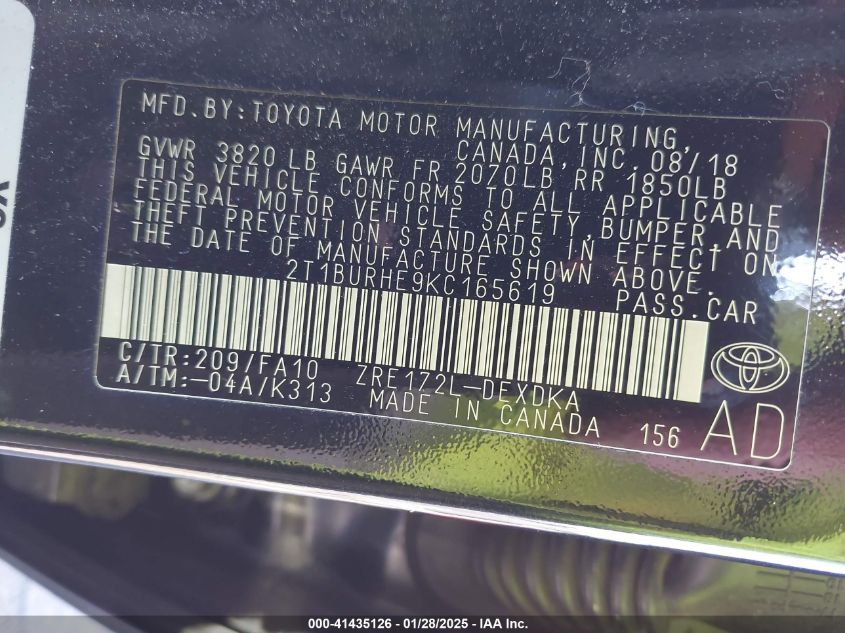 MFD.BY:TOYOTA MOTOR MANUFACTURING,
CANADA,INC. 08/18
GVWR 3820 LB GAWR FR 2070LB RR 1850LB
THIS VEHICLE CONFORMS TO ALL APPLICABLE
FEDERAL MOTOR VEHICLE SAFETY BUMPER,AND
THEFT PREVENTION STANDARDS IN EFFECT ON
THE DATE OF MANUFACTURE SHOWN ABOVE.
2T1BURHE9KC165619 PASS.CAR
C/TR:209/FA10 ZRE172L-DEXDKA
A/TM:-04A/K313 MADE IN CANADA 156 AD
000-41435126 - 01/28/2025 - IAA Inc.